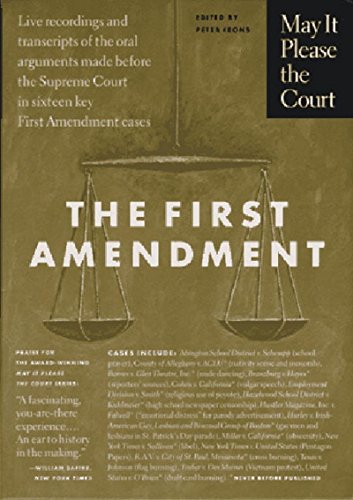 Live recordings and
transcripts of the oral
arguments made before
the Supreme Court
in sixteen key
First Amendment cases
EDITED BY
PETER IRONS
May It
Please
the
Court
THE FIRST
AMENDMENT
PRAISE FOR
THE AWARD-WINNING
MAY IT PLEASE
THE COURT SERIES:
"A fascinating,
you-are-there
experience....
An ear to history
in the making."
—WILLIAM SAFIRE,
NEW YORK TIMES
CASES INCLUDE: Abington School District v. Schempp (school
prayer), County of Allegheny v. ACLU† (nativity scene and menorah),
Barnes v. Glen Theatre, Inc.† (nude dancing), Branzburg v. Hayes†
(reporters' sources), Cohen v. California† (vulgar speech), Employment
Division v. Smith† (religious use of peyote), Hazelwood School District v.
Kuhlmeier† (high school newspaper censorship), Hustler Magazine, Inc. v.
Falwell† ("emotional distress" for parody advertisement), Hurley v. Irish-
American Gay, Lesbian and Bisexual Group of Boston† (gay men and
lesbians in St. Patrick's Day parade), Miller v. California† (obscenity), New
York Times v. Sullivan† (libel), New York Times v. United States (Pentagon
Papers), R.A.V. v. City of St. Paul, Minnesota† (cross burning), Texas v.
Johnson (flag burning), Tinker v. Des Moines (Vietnam protest), United
States v. O'Brien† (draft card burning) †NEVER BEFORE PUBLISHED